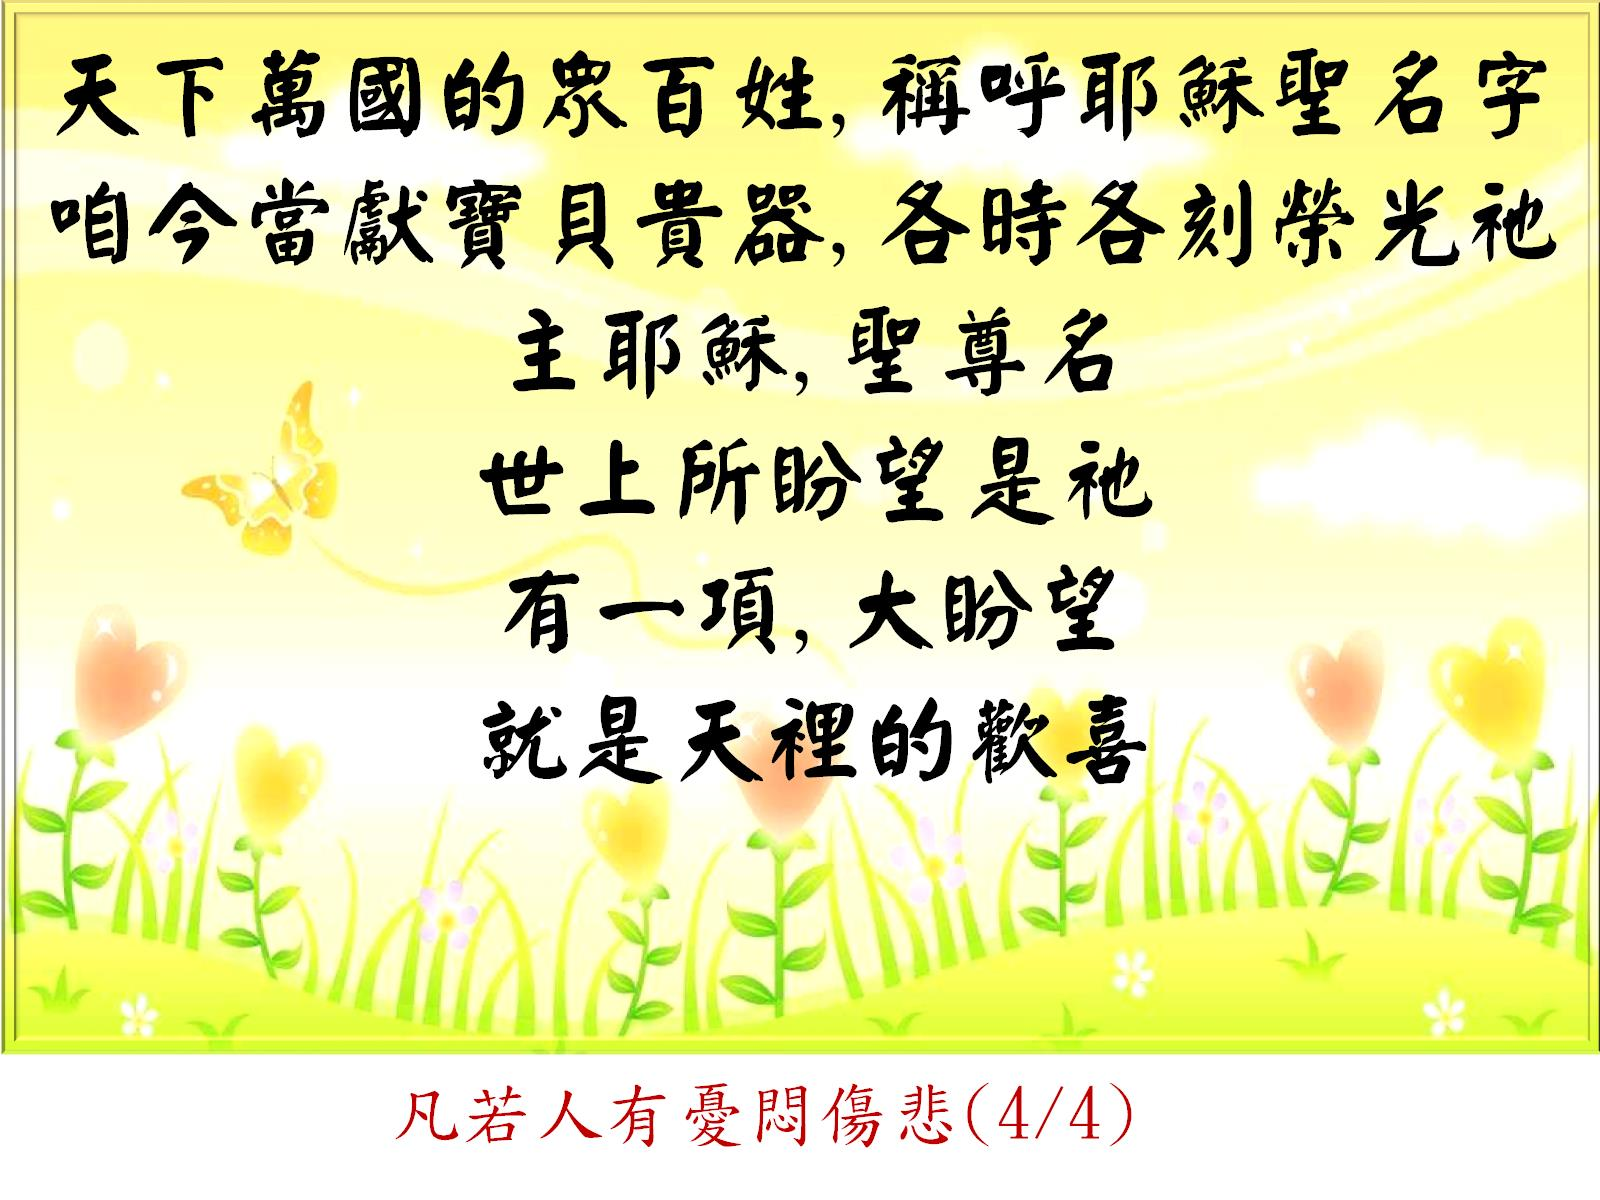 天下萬國的眾百姓,稱呼耶穌聖名字
咱今當獻寶貝貴器,各時各刻榮光祂
主耶穌,聖尊名
世上所盼望是祂
有一項,大盼望
就是天裡的歡喜
凡若人有憂悶傷悲(4/4)